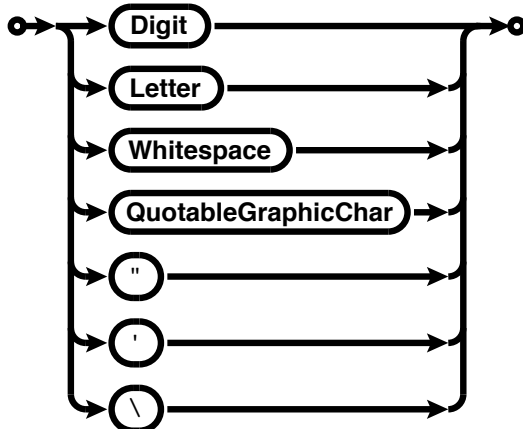 Digit
Letter
Whitespace
QuotableGraphicChar
"
'
\